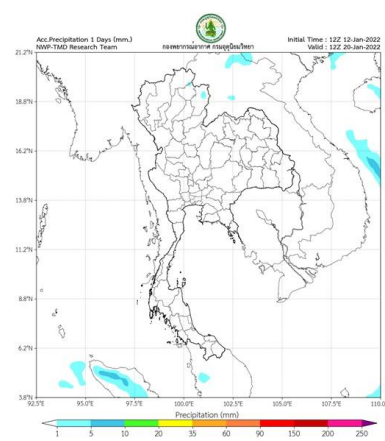 Acc.Precipitation 1 Days (mm.) Initial Time : 12Z 12-Jan-2022
NWP-TMD Research Team กองพยากรณ์อากาศ กรมอุตุนิยมวิทยา Valid : 12Z 20-Jan-2022
21.2°N
18.8°N
16.2°N
13.8°N
11.2°N
8.8°N
6.2°N
3.8°N
92.5°E 95.0°E 97.5°E 100.0°E 102.5°E 105.0°E 107.5°E 110.0
Precipitation (mm)
1 5 10 20 35 60 90 150 200 250